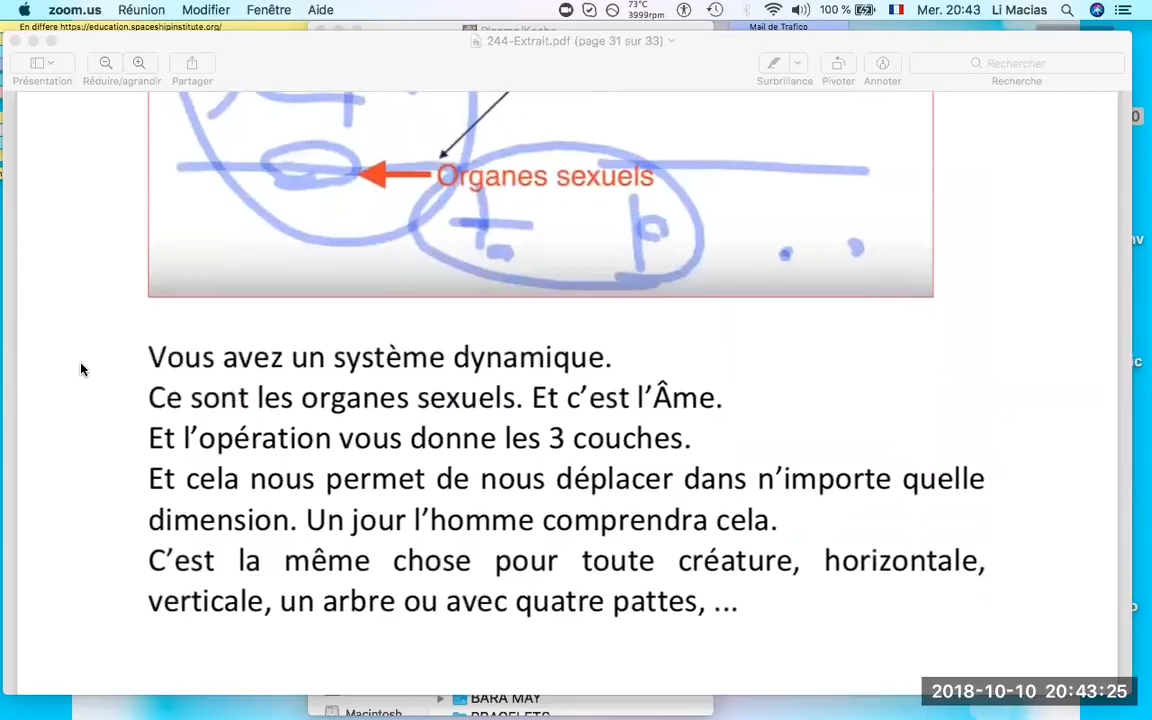 zoom.us Réunion Modifier Fenêtre Aide 73°C 3999rpm 100 % Mer. 20:43 Li Macias
En differe https://education.spaceshipinstitute.org/
Mail de Trafico
244-Extrait.pdf (page 31 sur 33)
Rechercher
Présentation Réduire/agrandir Partager Surbrillance Pivoter Annoter Recherche
Organes sexuels
Vous avez un système dynamique.
Ce sont les organes sexuels. Et c’est l’Âme.
Et l’opération vous donne les 3 couches.
Et cela nous permet de nous déplacer dans n’importe quelle
dimension. Un jour l’homme comprendra cela.
C’est la même chose pour toute créature, horizontale,
verticale, un arbre ou avec quatre pattes, ...
BARA MAY
Macintosh
BRACELETS
2018-10-10 20:43:25